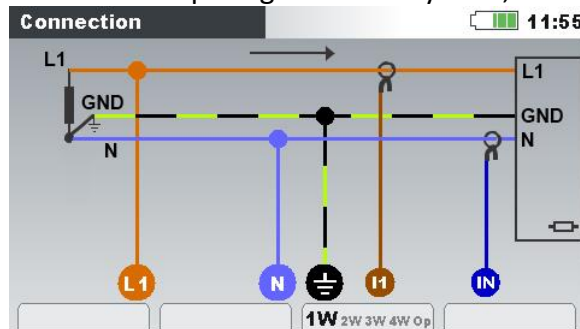 Connection 11:55
L1
L1
GND
GND
N
N
L1 N I1 IN
1W 2W 3W 4W Op